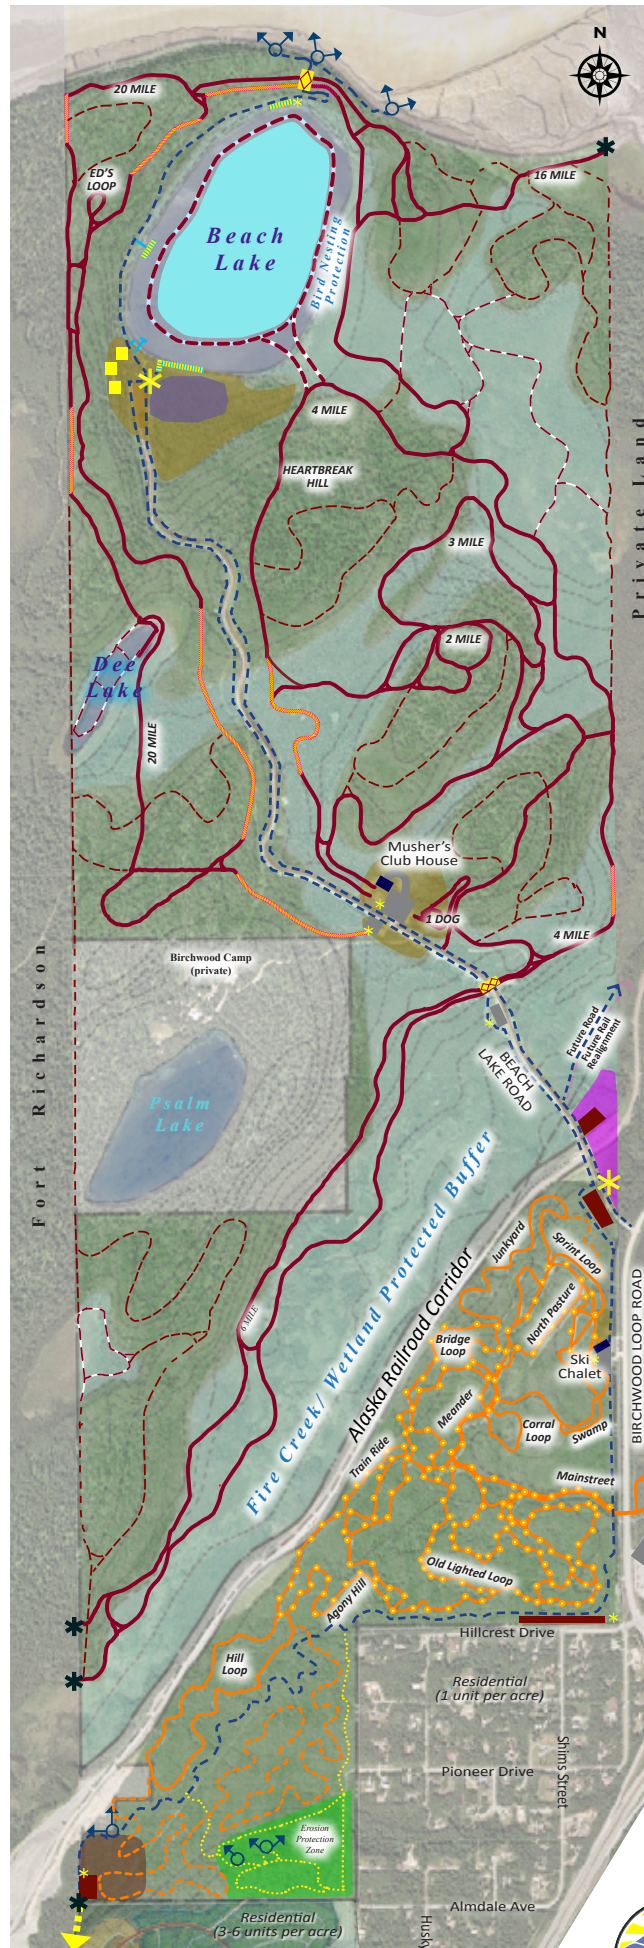 N
20 MILE
16 MILE
ED'S
LOOP
Beach
Lake
Bird Nesting
Protection
4 MILE
HEARTBREAK
HILL
Private Land
3 MILE
2 MILE
Dee
Lake
20 MILE
Musher's
Club House
1 DOG
4 MILE
Birchwood Camp
(private)
Future Road
Future Rail
Realignment
BEACH
LAKE ROAD
Fort Richardson
Psalm
Lake
Fire Creek/ Wetland Protected Buffer
Alaska Railroad Corridor
Junkyard
Sprint Loop
North Pasture
6 MILE
Bridge
Loop
Ski
Chalet
BIRCHWOOD LOOP ROAD
Meander
Corral
Loop
Swamp
Train Ride
Mainstreet
Old Lighted Loop
Agony Hill
Hillcrest Drive
Hill
Loop
Residential
(1 unit per acre)
Shims Street
Pioneer Drive
Erosion
Protection
Zone
Almdale Ave
Residential
(3-6 units per acre)
Husky